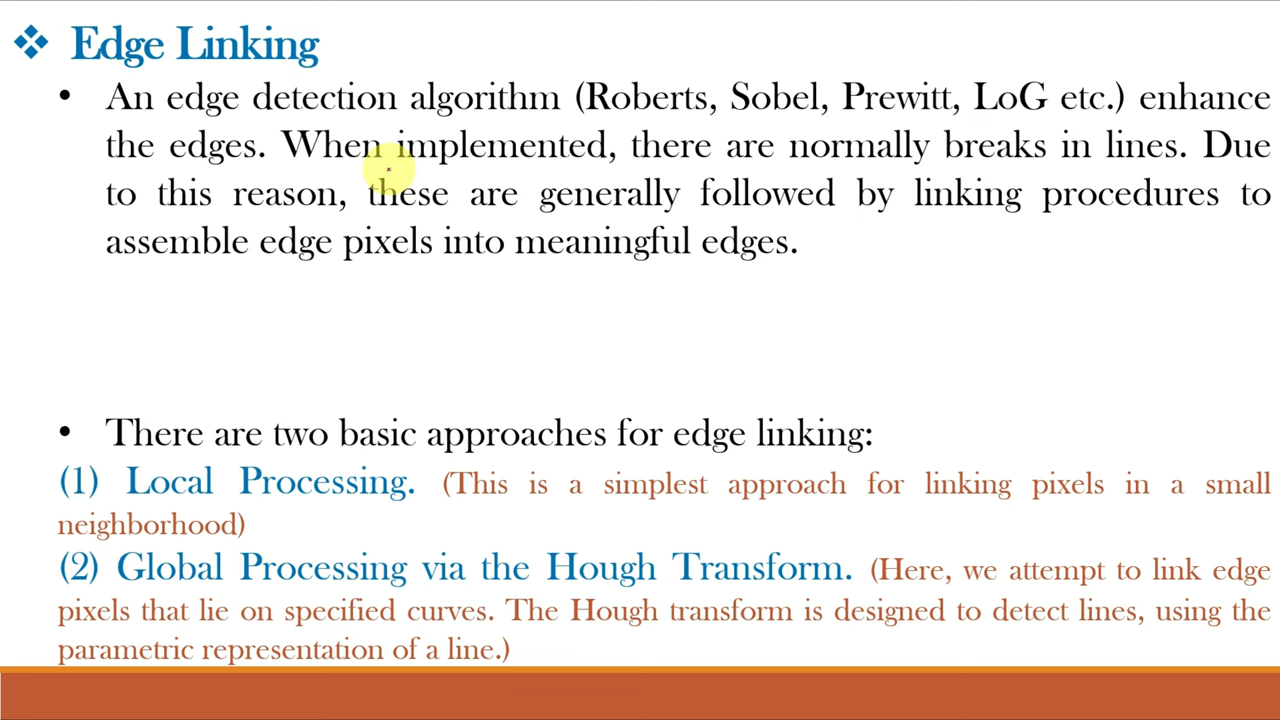 ❖ Edge Linking
• An edge detection algorithm (Roberts, Sobel, Prewitt, LoG etc.) enhance
the edges. When implemented, there are normally breaks in lines. Due
to this reason, these are generally followed by linking procedures to
assemble edge pixels into meaningful edges.
• There are two basic approaches for edge linking:
(1) Local Processing. (This is a simplest approach for linking pixels in a small
neighborhood)
(2) Global Processing via the Hough Transform. (Here, we attempt to link edge
pixels that lie on specified curves. The Hough transform is designed to detect lines, using the
parametric representation of a line.)